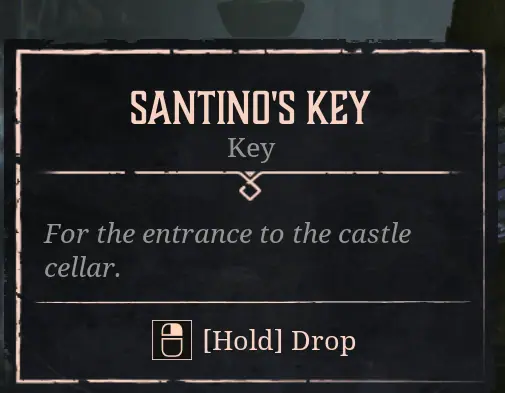 SANTINO'S KEY
Key
For the entrance to the castle
cellar.
[Hold] Drop